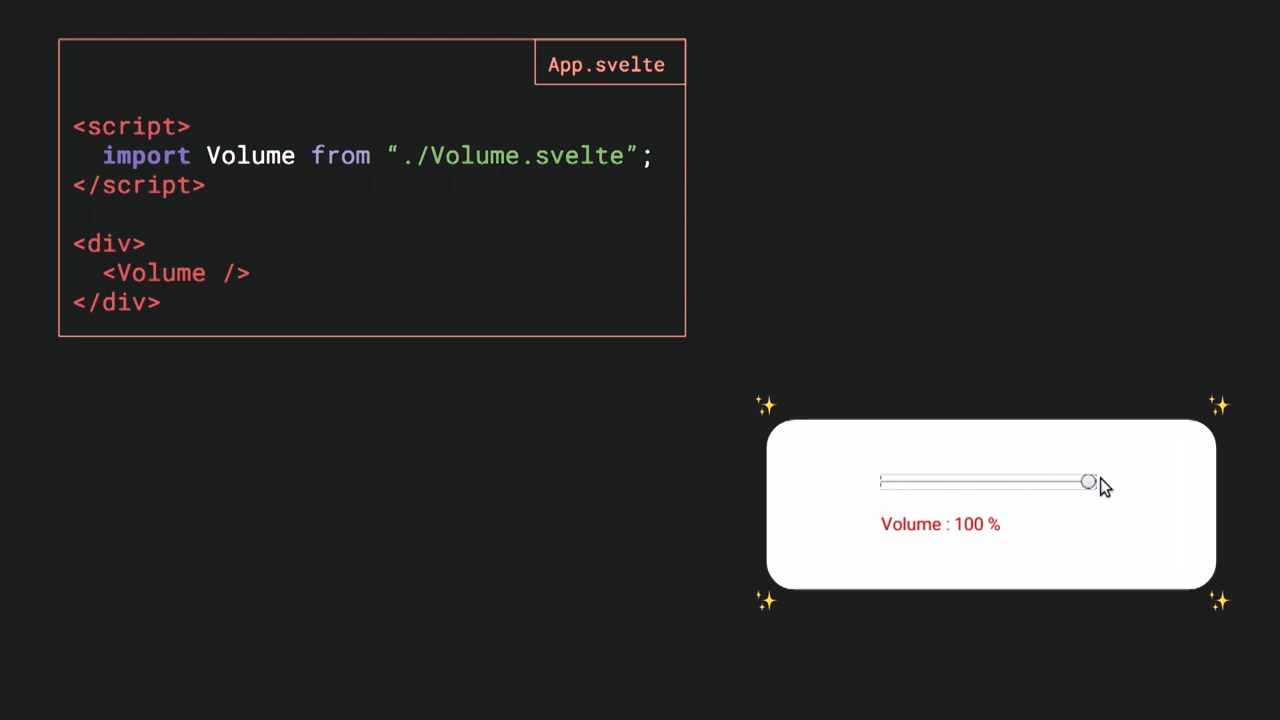 App.svelte
<script>
import Volume from “./Volume.svelte”;
</script>
<div>
<Volume />
</div>
Volume : 100 %